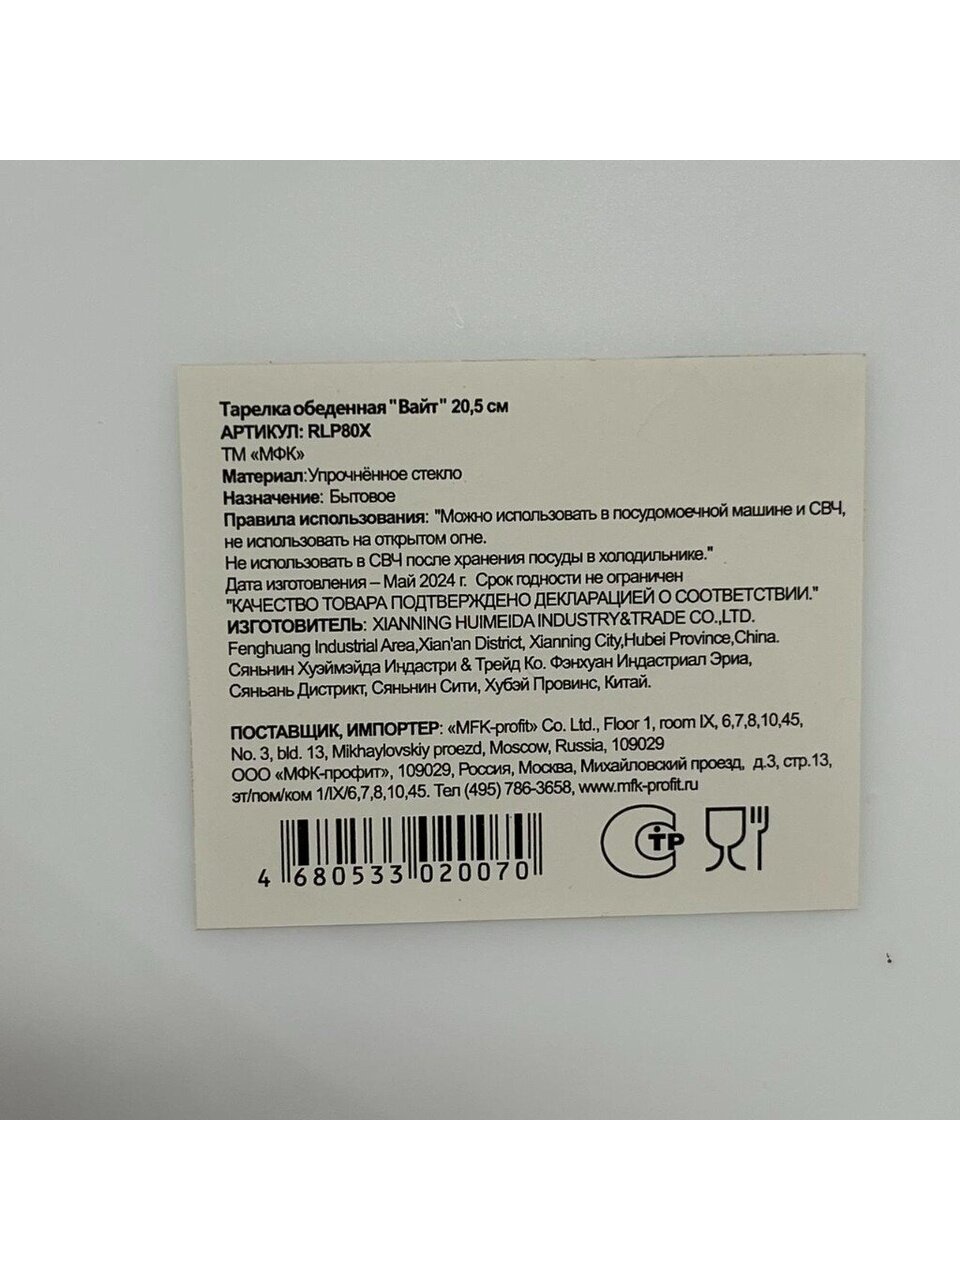 Тарелка обеденная "Вайт" 20,5 см
АРТИКУЛ: RLP80X
ТМ «МФК»
Материал:Упрочнённое стекло
Назначение: Бытовое
Правила использования: "Можно использовать в посудомоечной машине и СВЧ,
не использовать на открытом огне.
Не использовать в СВЧ после хранения посуды в холодильнике."
Дата изготовления – Май 2024 г. Срок годности не ограничен
"КАЧЕСТВО ТОВАРА ПОДТВЕРЖДЕНО ДЕКЛАРАЦИЕЙ О СООТВЕТСТВИИ."
ИЗГОТОВИТЕЛЬ: XIANNING HUIMEIDA INDUSTRY&TRADE CO.,LTD.
Fenghuang Industrial Area,Xian'an District, Xianning City,Hubei Province,China.
Сяньнин Хуэймэйда Индастри & Трейд Ко. Фэнхуан Индастриал Эриа,
Сяньань Дистрикт, Сяньнин Сити, Хубэй Провинс, Китай.
ПОСТАВЩИК, ИМПОРТЕР: «MFK-profit» Co. Ltd., Floor 1, room IX, 6,7,8,10,45,
No. 3, bld. 13, Mikhaylovskiy proezd, Moscow, Russia, 109029
ООО «МФК-профит», 109029, Россия, Москва, Михайловский проезд, д.3, стр.13,
эт/пом/ком 1/IX/6,7,8,10,45. Тел (495) 786-3658, www.mfk-profit.ru
4 680533 020070
СТР